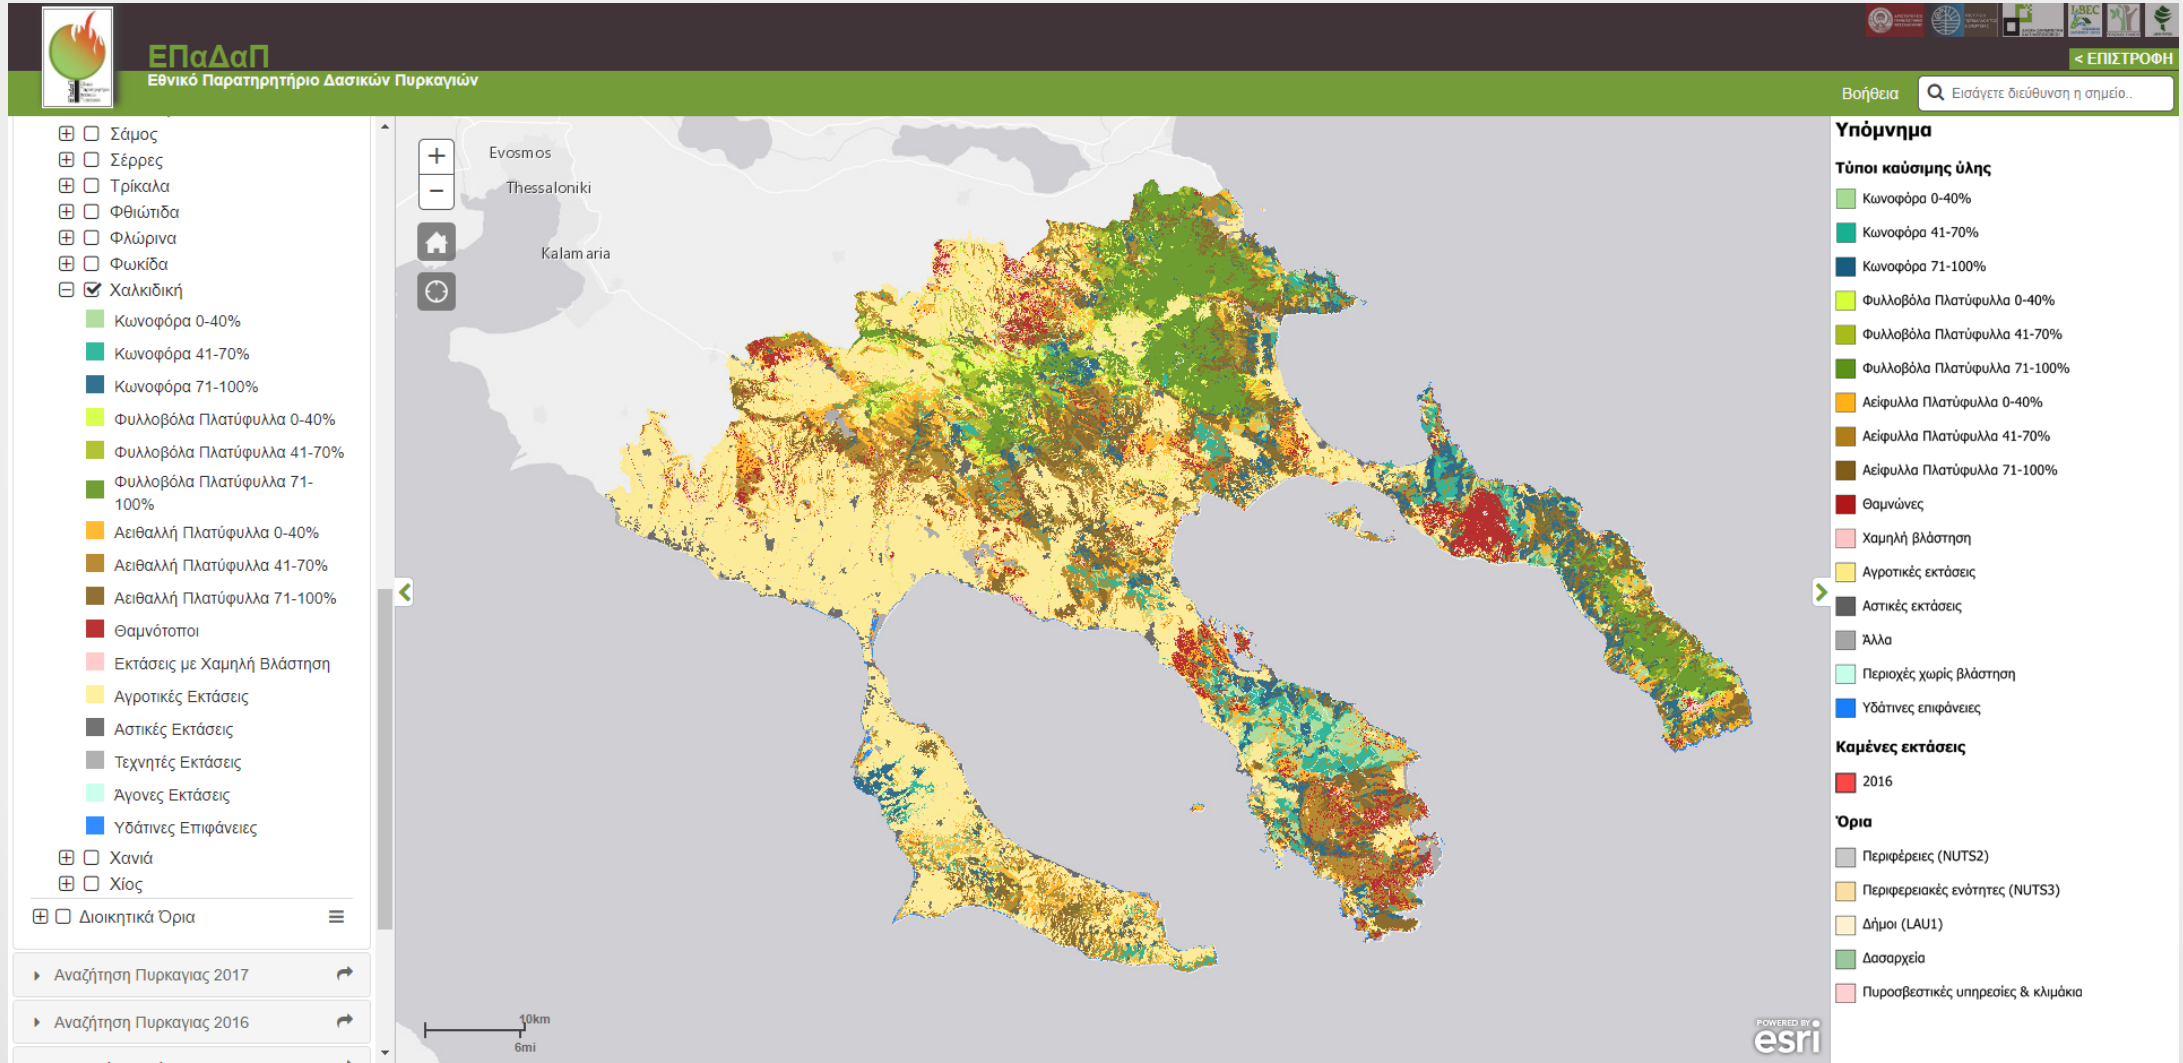 ΕΠαΔαΠ
Εθνικό Παρατηρητήριο Δασικών Πυρκαγιών
< ΕΠΙΣΤΡΟΦΗ
Βοήθεια
Εισάγετε διεύθυνση η σημείο..
Σάμος
Σέρρες
Τρίκαλα
Φθιώτιδα
Φλώρινα
Φωκίδα
Χαλκιδική
Κωνοφόρα 0-40%
Κωνοφόρα 41-70%
Κωνοφόρα 71-100%
Φυλλοβόλα Πλατύφυλλα 0-40%
Φυλλοβόλα Πλατύφυλλα 41-70%
Φυλλοβόλα Πλατύφυλλα 71-
100%
Αειθαλλή Πλατύφυλλα 0-40%
Αειθαλλή Πλατύφυλλα 41-70%
Αειθαλλή Πλατύφυλλα 71-100%
Θαμνότοποι
Εκτάσεις με Χαμηλή Βλάστηση
Αγροτικές Εκτάσεις
Αστικές Εκτάσεις
Τεχνητές Εκτάσεις
Άγονες Εκτάσεις
Υδάτινες Επιφάνειες
Χανιά
Χίος
Διοικητικά Όρια
Αναζήτηση Πυρκαγιας 2017
Αναζήτηση Πυρκαγιας 2016
Evosmos
Thessaloniki
Kalamaria
10km
6mi
POWERED BY
esri
Υπόμνημα
Τύποι καύσιμης ύλης
Κωνοφόρα 0-40%
Κωνοφόρα 41-70%
Κωνοφόρα 71-100%
Φυλλοβόλα Πλατύφυλλα 0-40%
Φυλλοβόλα Πλατύφυλλα 41-70%
Φυλλοβόλα Πλατύφυλλα 71-100%
Αείφυλλα Πλατύφυλλα 0-40%
Αείφυλλα Πλατύφυλλα 41-70%
Αείφυλλα Πλατύφυλλα 71-100%
Θαμνώνες
Χαμηλή βλάστηση
Αγροτικές εκτάσεις
Αστικές εκτάσεις
Άλλα
Περιοχές χωρίς βλάστηση
Υδάτινες επιφάνειες
Καμένες εκτάσεις
2016
Όρια
Περιφέρειες (NUTS2)
Περιφερειακές ενότητες (NUTS3)
Δήμοι (LAU1)
Δασαρχεία
Πυροσβεστικές υπηρεσίες & κλιμάκια